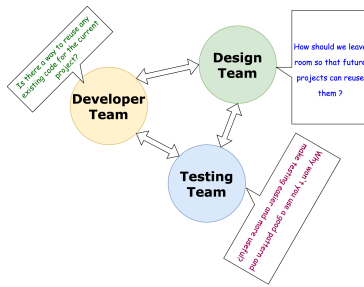 Is there a way to reuse any
existing code for the current
project?
Design
Team
How should we leave
room so that future
projects can reuse
them ?
Developer
Team
Testing
Team
Why won't you use a good pattern and
make testing easier and more useful?